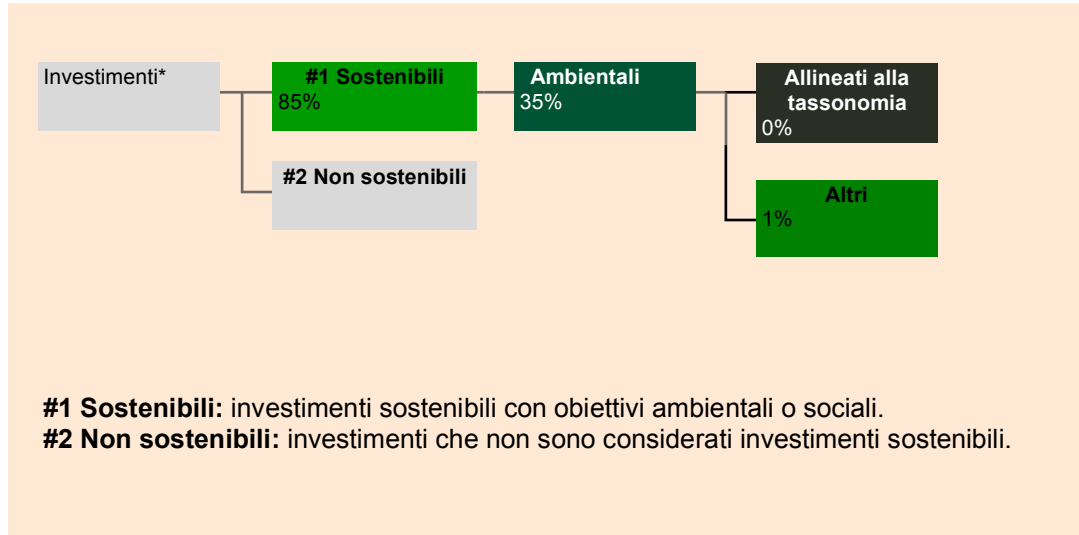 Investimenti*
#1 Sostenibili
85%
Ambientali
35%
Allineati alla
tassonomia
0%
#2 Non sostenibili
Altri
1%
#1 Sostenibili: investimenti sostenibili con obiettivi ambientali o sociali.
#2 Non sostenibili: investimenti che non sono considerati investimenti sostenibili.